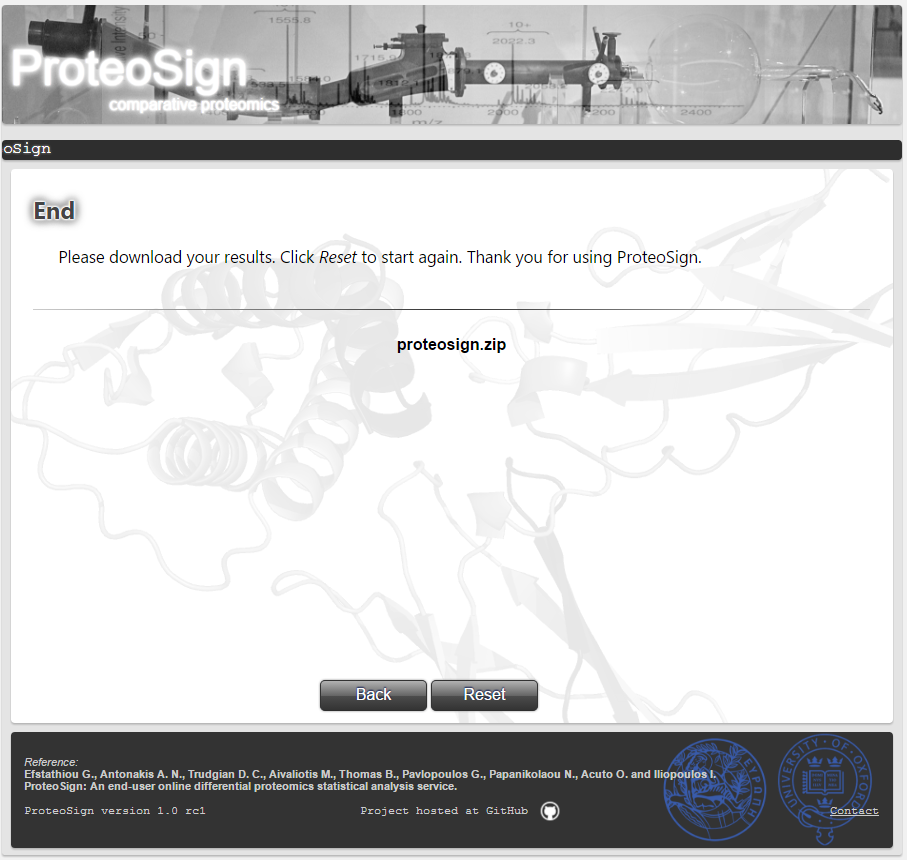 1555.8
10+
2022.3
1715.9
1584.0
ProteoSign
comparative proteomics
1800
2000
2200
2400
m/z
oSign
End
Please download your results. Click Reset to start again. Thank you for using ProteoSign.
proteosign.zip
Back Reset
Reference:
Efstathiou G., Antonakis A. N., Trudgian D. C., Aivaliotis M., Thomas B., Pavlopoulos G., Papanikolaou N., Acuto O. and Iliopoulos I.
ProteoSign: An end-user online differential proteomics statistical analysis service.
ProteoSign version 1.0 rc1 Project hosted at GitHub Contact
UNIVERSITY · OF · OXFORD